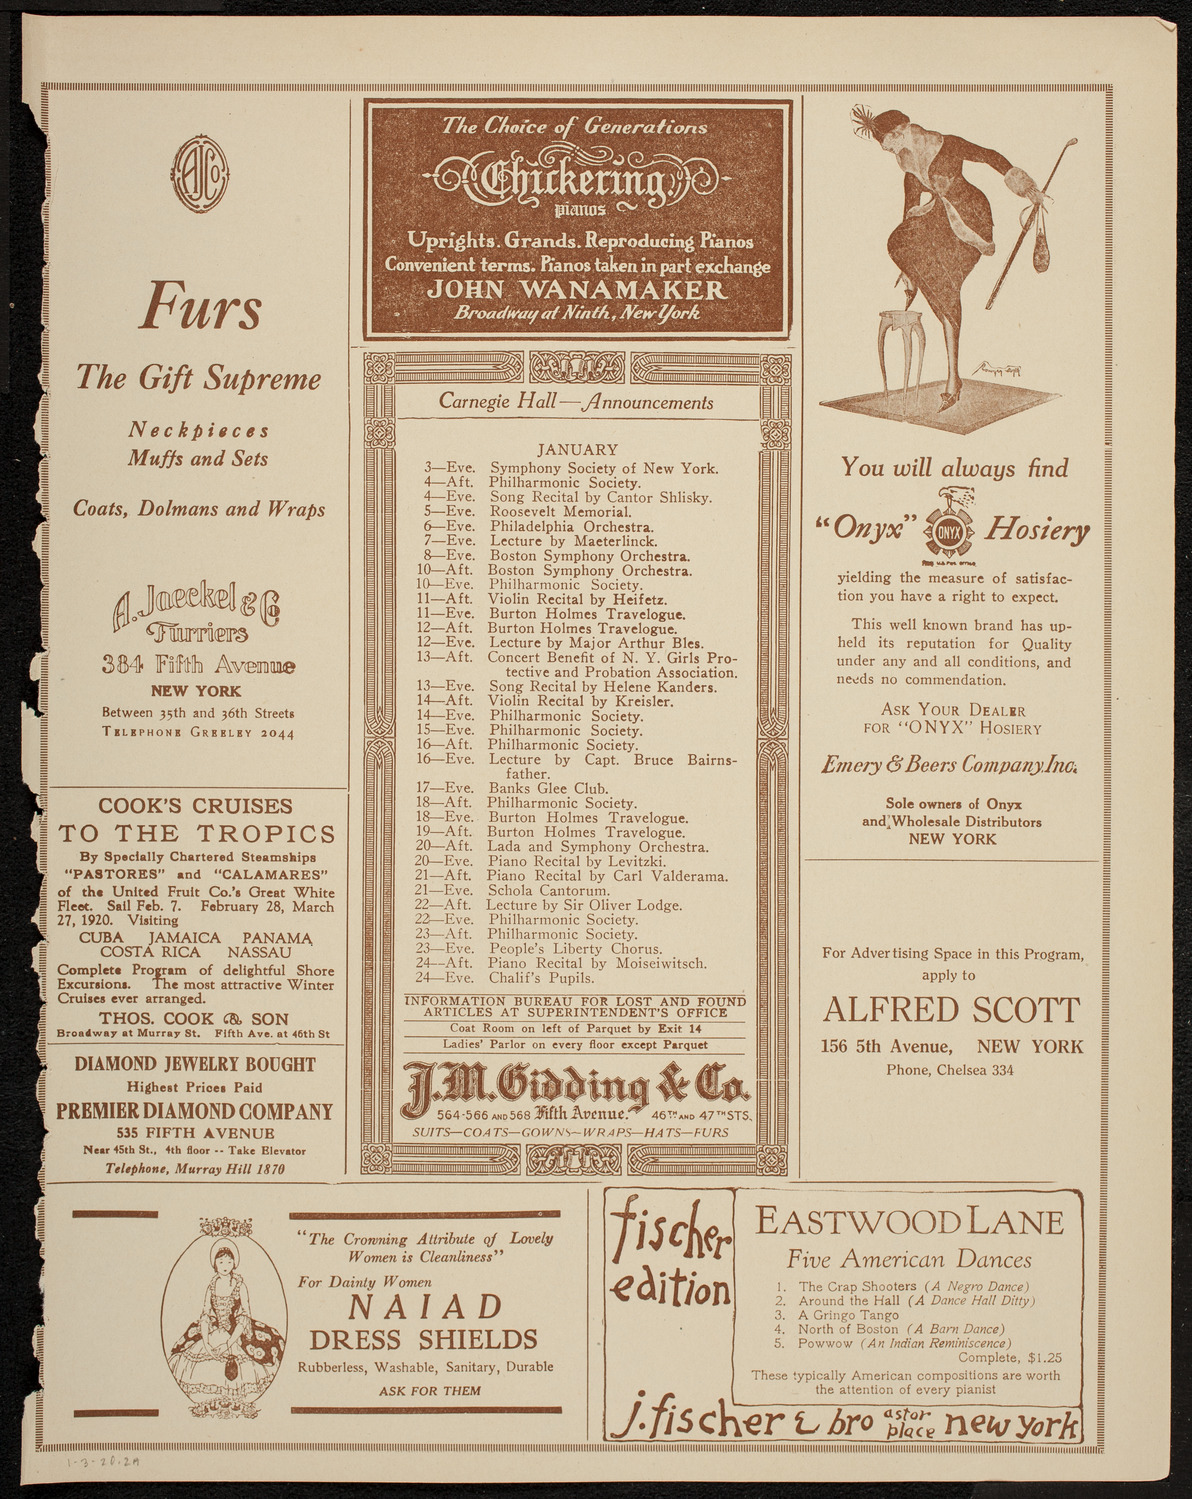 AJCo
Furs
The Gift Supreme
Neckpieces
Muffs and Sets
Coats, Dolmans and Wraps
A. Jaeckel & Co
Furriers
384 Fifth Avenue
NEW YORK
Between 35th and 36th Streets
TELEPHONE GREELEY 2044
COOK'S CRUISES
TO THE TROPICS
By Specially Chartered Steamships
"PASTORES" and "CALAMARES"
of the United Fruit Co.'s Great White
Fleet. Sail Feb. 7. February 28, March
27, 1920. Visiting
CUBA JAMAICA PANAMA
COSTA RICA NASSAU
Complete Program of delightful Shore
Excursions. The most attractive Winter
Cruises ever arranged.
THOS. COOK & SON
Broadway at Murray St. Fifth Ave. at 46th St
DIAMOND JEWELRY BOUGHT
Highest Prices Paid
PREMIER DIAMOND COMPANY
535 FIFTH AVENUE
Near 45th St., 4th floor -- Take Elevator
Telephone, Murray Hill 1870
The Choice of Generations
Chickering
pianos
Uprights. Grands. Reproducing Pianos
Convenient terms. Pianos taken in part exchange
JOHN WANAMAKER
Broadway at Ninth, New York
Carnegie Hall—Announcements
JANUARY
3—Eve. Symphony Society of New York.
4—Aft. Philharmonic Society.
4—Eve. Song Recital by Cantor Shlisky.
5—Eve. Roosevelt Memorial.
6—Eve. Philadelphia Orchestra.
7—Eve. Lecture by Maeterlinck.
8—Eve. Boston Symphony Orchestra.
10—Aft. Boston Symphony Orchestra.
10—Eve. Philharmonic Society.
11—Aft. Violin Recital by Heifetz.
11—Eve. Burton Holmes Travelogue.
12—Aft. Burton Holmes Travelogue.
12—Eve. Lecture by Major Arthur Bles.
13—Aft. Concert Benefit of N. Y. Girls Pro-
tective and Probation Association.
13—Eve. Song Recital by Helene Kanders.
14—Aft. Violin Recital by Kreisler.
14—Eve. Philharmonic Society.
15—Eve. Philharmonic Society.
16—Aft. Philharmonic Society.
16—Eve. Lecture by Capt. Bruce Bairns-
father.
17—Eve. Banks Glee Club.
18—Aft. Philharmonic Society.
18—Eve. Burton Holmes Travelogue.
19—Aft. Burton Holmes Travelogue.
20—Aft. Lada and Symphony Orchestra.
20—Eve. Piano Recital by Levitzki.
21—Aft. Piano Recital by Carl Valderama.
21—Eve. Schola Cantorum.
22—Aft. Lecture by Sir Oliver Lodge.
22—Eve. Philharmonic Society.
23—Aft. Philharmonic Society.
23—Eve. People's Liberty Chorus.
24—Aft. Piano Recital by Moiseiwitsch.
24—Eve. Chalif's Pupils.
INFORMATION BUREAU FOR LOST AND FOUND
ARTICLES AT SUPERINTENDENT'S OFFICE
Coat Room on left of Parquet by Exit 14
Ladies' Parlor on every floor except Parquet
J.M. Gidding & Co.
564-566 AND 568 Fifth Avenue. 46TH AND 47TH STS.
SUITS—COATS—GOWNS—WRAPS—HATS—FURS
You will always find
"Onyx" ONYX Hosiery
yielding the measure of satisfac-
tion you have a right to expect.
This well known brand has up-
held its reputation for Quality
under any and all conditions, and
needs no commendation.
ASK YOUR DEALER
FOR "ONYX" HOSIERY
Emery & Beers Company, Inc.
Sole owners of Onyx
and Wholesale Distributors
NEW YORK
For Advertising Space in this Program,
apply to
ALFRED SCOTT
156 5th Avenue, NEW YORK
Phone, Chelsea 334
"The Crowning Attribute of Lovely
Women is Cleanliness"
For Dainty Women
NAIAD
DRESS SHIELDS
Rubberless, Washable, Sanitary, Durable
ASK FOR THEM
fischer
edition
EASTWOOD LANE
Five American Dances
1. The Crap Shooters (A Negro Dance)
2. Around the Hall (A Dance Hall Ditty)
3. A Gringo Tango
4. North of Boston (A Barn Dance)
5. Powwow (An Indian Reminiscence)
Complete, $1.25
These typically American compositions are worth
the attention of every pianist
j. fischer & bro astor place new york
1-3-20.2A